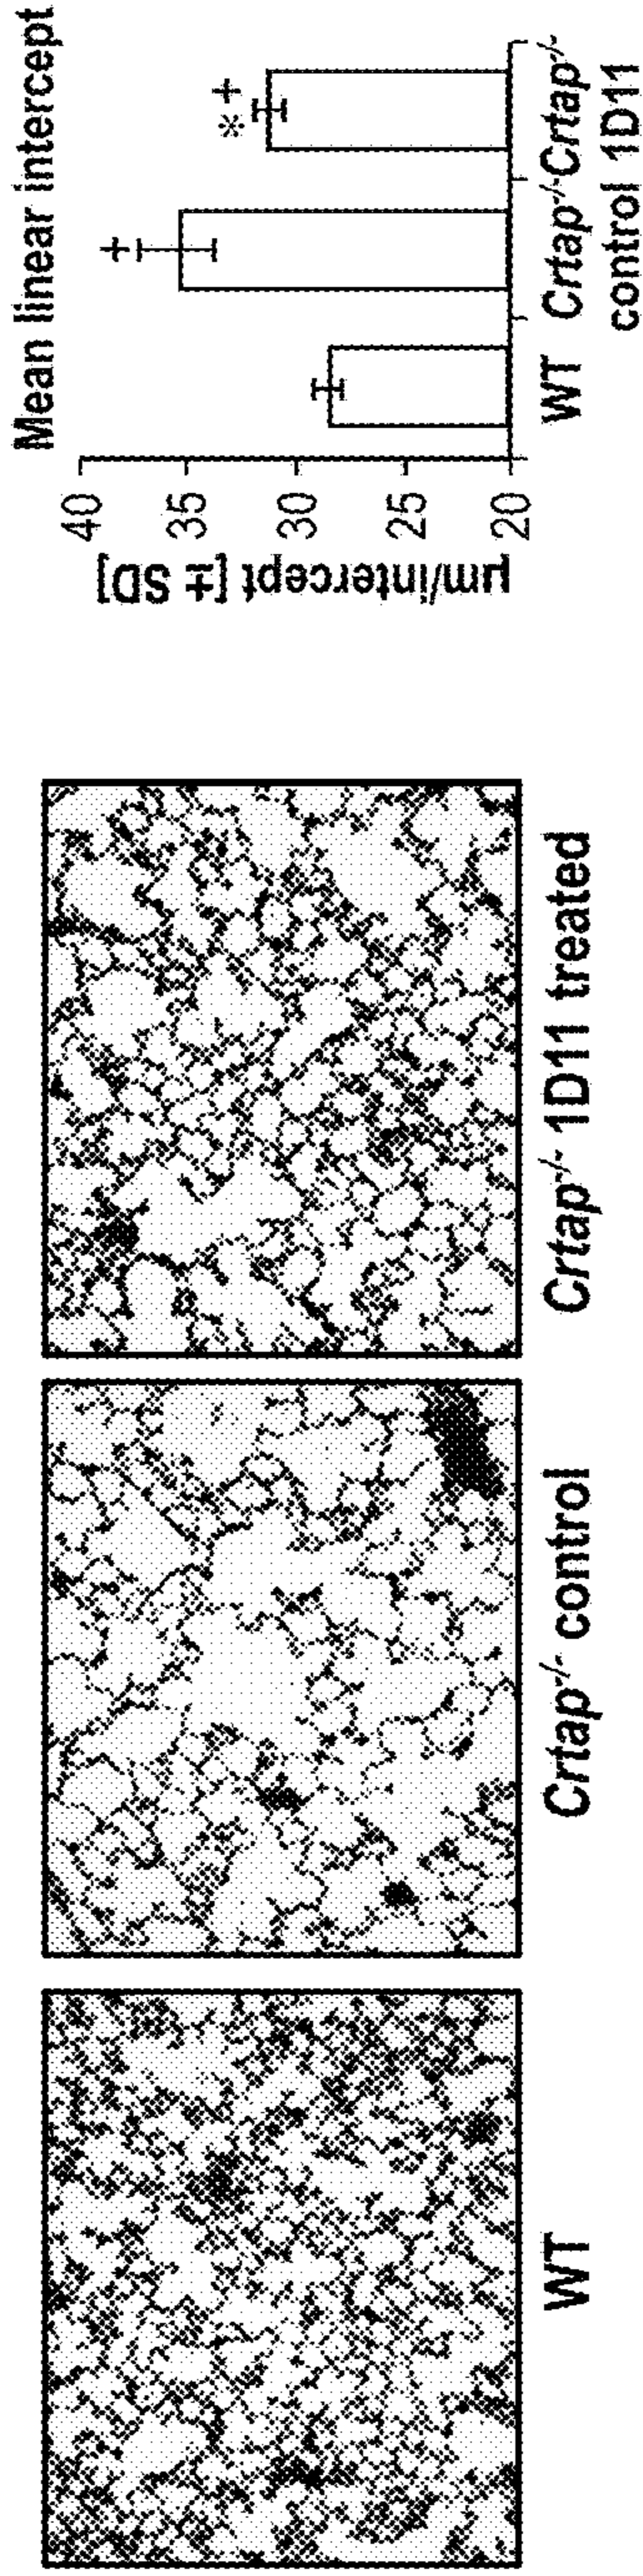 WT
Crtap-/- control
Crtap-/- 1D11 treated
Mean linear intercept
µm/intercept [± SD]
40
35
30
25
20
+
* +
WT Crtap-/- Crtap-/-
control 1D11